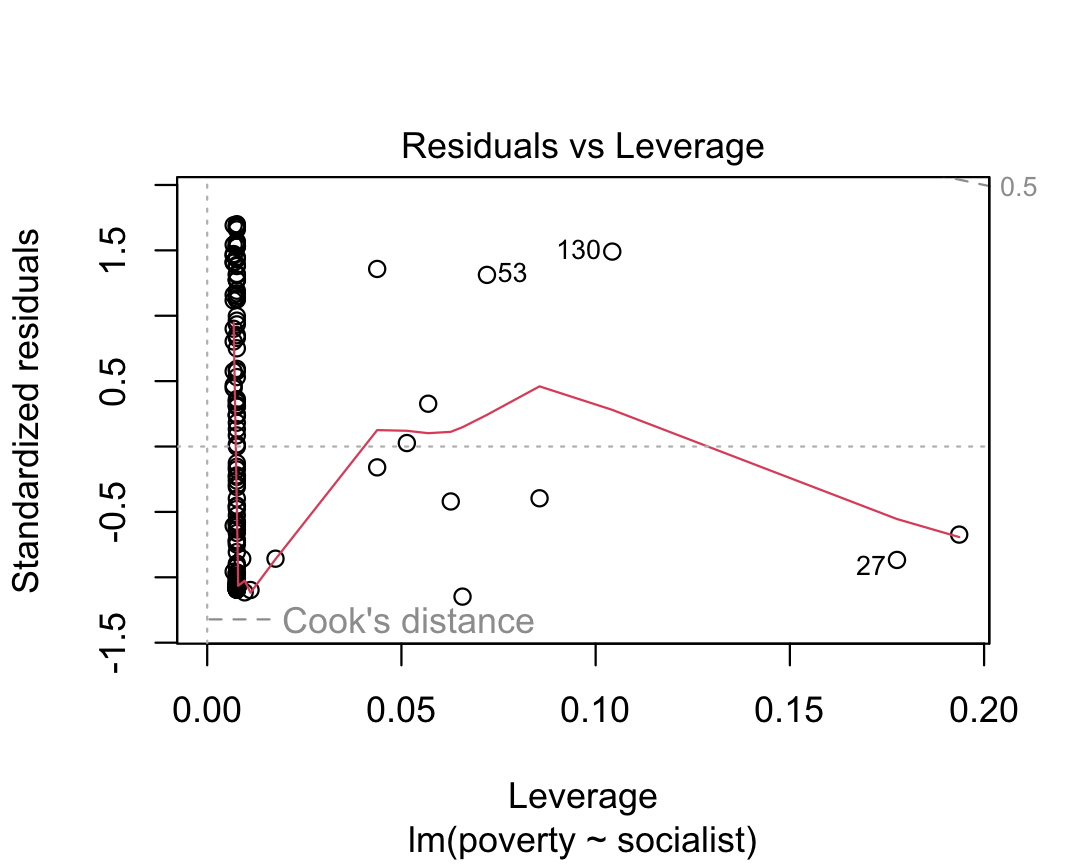 Residuals vs Leverage
0.5
1.5
0.5
-0.5
-1.5
Standardized residuals
130
53
27
Cook's distance
0.00 0.05 0.10 0.15 0.20
Leverage
lm(poverty ~ socialist)